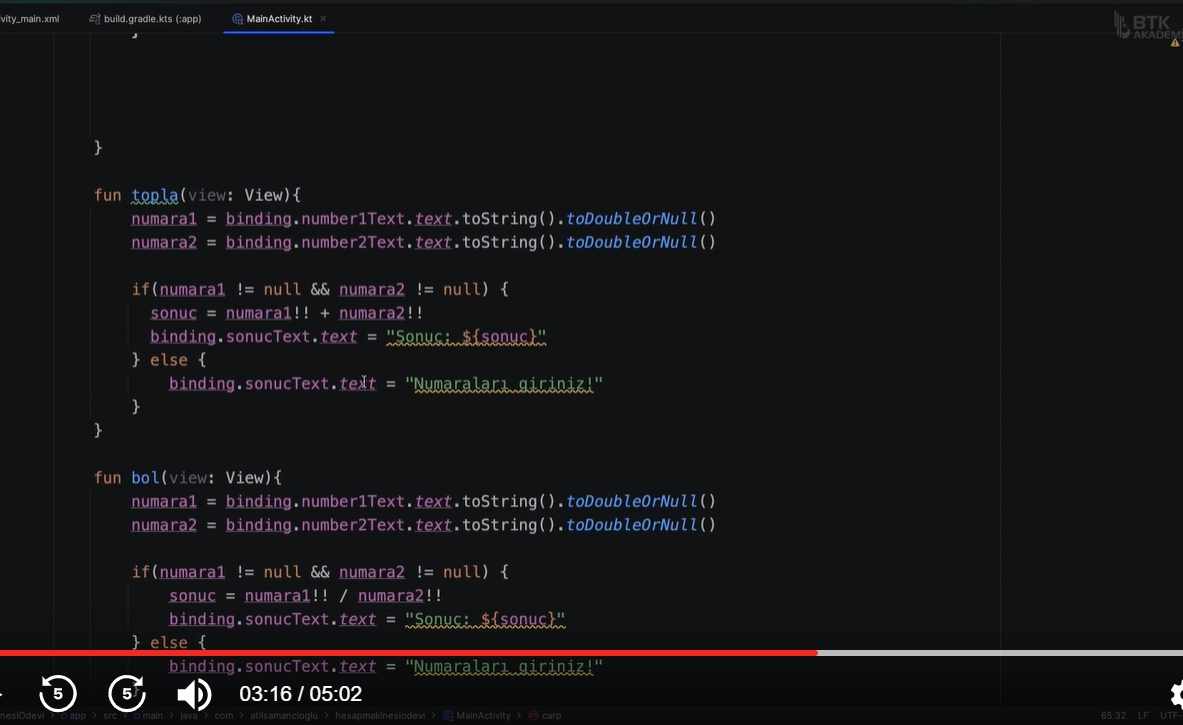 vity_main.xml build.gradle.kts (:app) MainActivity.kt
BTK
AKADEM
}
}
fun topla(view: View){
numara1 = binding.number1Text.text.toString().toDoubleOrNull()
numara2 = binding.number2Text.text.toString().toDoubleOrNull()
if(numara1 != null && numara2 != null) {
sonuc = numara1!! + numara2!!
binding.sonucText.text = "Sonuc: ${sonuc}"
} else {
binding.sonucText.text = "Numaraları giriniz!"
}
}
fun bol(view: View){
numara1 = binding.number1Text.text.toString().toDoubleOrNull()
numara2 = binding.number2Text.text.toString().toDoubleOrNull()
if(numara1 != null && numara2 != null) {
sonuc = numara1!! / numara2!!
binding.sonucText.text = "Sonuc: ${sonuc}"
} else {
binding.sonucText.text = "Numaraları giriniz!"
}
5 5 03:16 / 05:02
nesiOdevi > app > src > main > java > com > atilsamancioglu > hesapmakinesiodevi > MainActivity > carp 65:32 LF UTF-